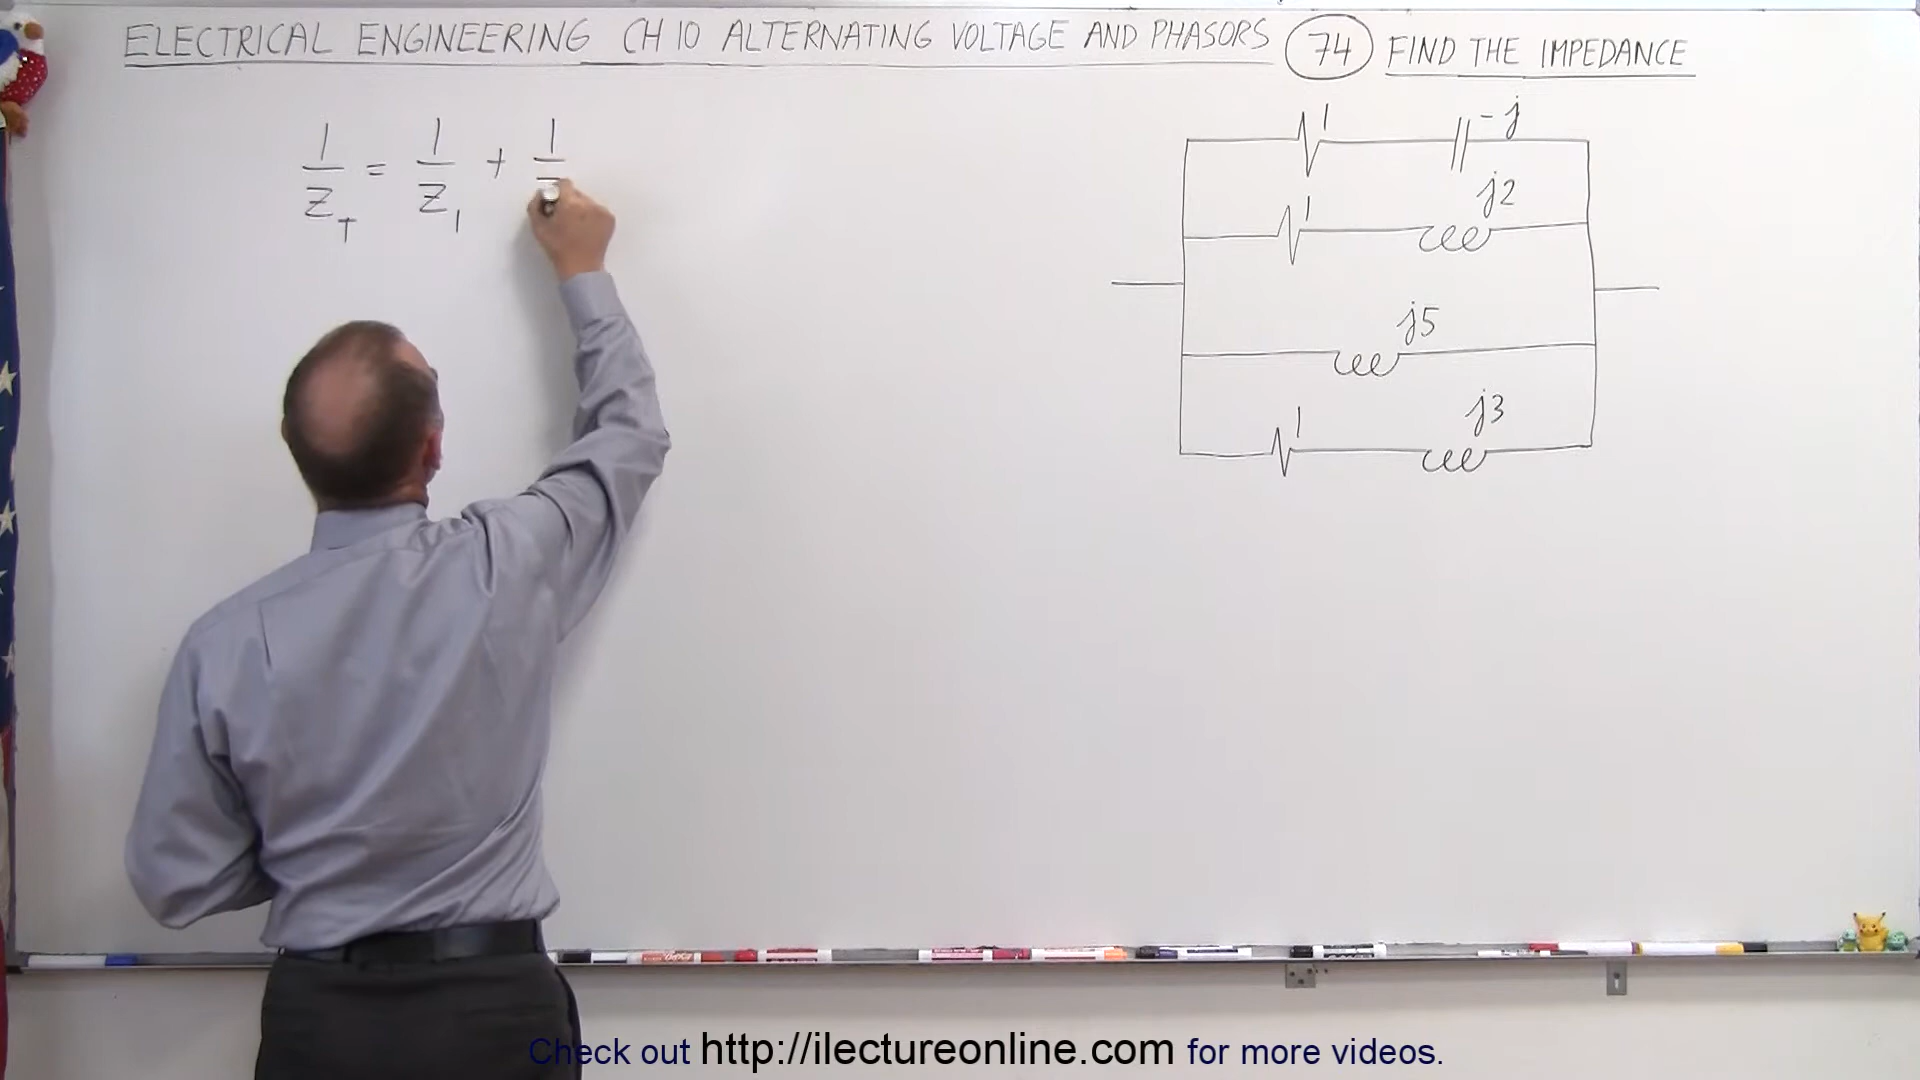 ELECTRICAL ENGINEERING CH 10 ALTERNATING VOLTAGE AND PHASORS 74 FIND THE IMPEDANCE
1/Z_T = 1/Z_1 + 1/
1 -j
1 j2
j5
1 j3
Check out http://ilectureonline.com for more videos.